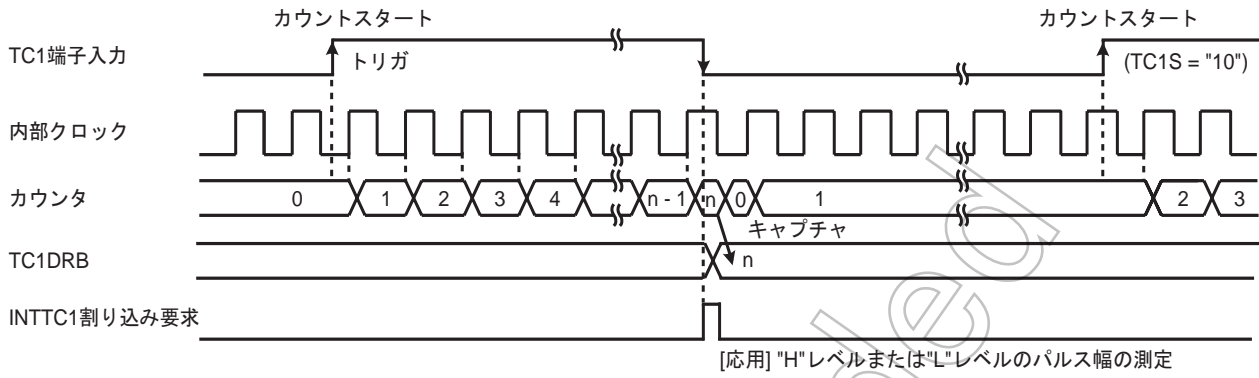 カウントスタート カウントスタート
TC1端子入力 トリガ (TC1S = "10")
内部クロック
カウンタ 0 1 2 3 4 n - 1 n 0 1 2 3
キャプチャ
TC1DRB n
INTTC1割り込み要求
[応用] "H"レベルまたは"L"レベルのパルス幅の測定